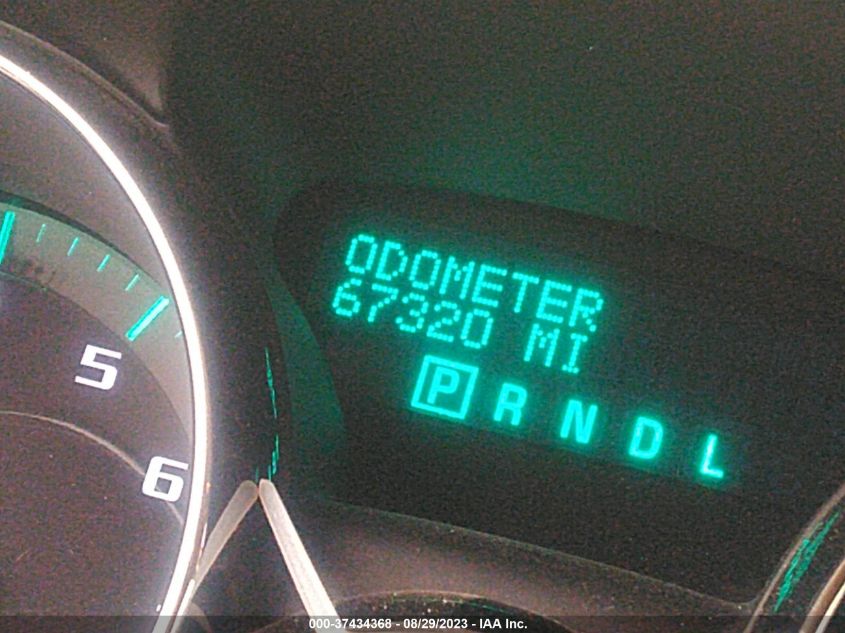 ODOMETER
67320 MI
P R N D L
5
6
000-37434368 - 08/29/2023 - IAA Inc.